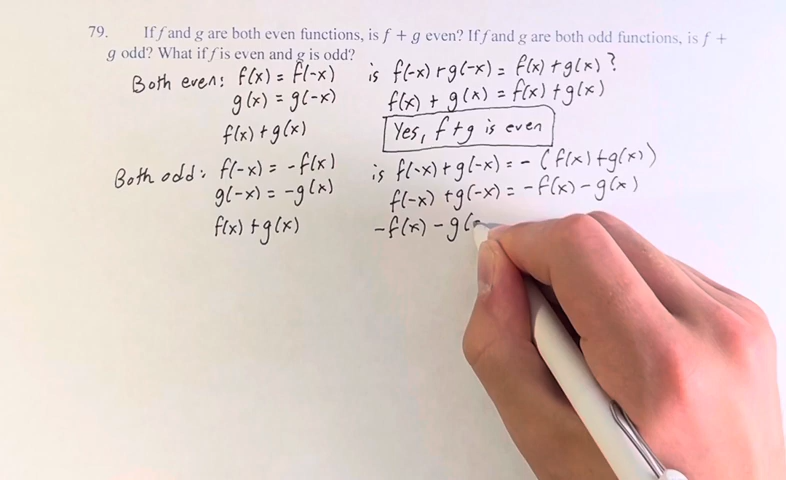 79. If f and g are both even functions, is f + g even? If f and g are both odd functions, is f +
g odd? What if f is even and g is odd?
Both even: f(x) = f(-x) is f(-x)+g(-x) = f(x)+g(x)?
g(x) = g(-x) f(x) + g(x) = f(x)+g(x)
f(x)+g(x) Yes, f+g is even
Both odd: f(-x) = -f(x) is f(-x)+g(-x) = -(f(x)+g(x))
g(-x) = -g(x) f(-x) +g(-x) = -f(x) - g(x)
f(x) +g(x) -f(x) - g(